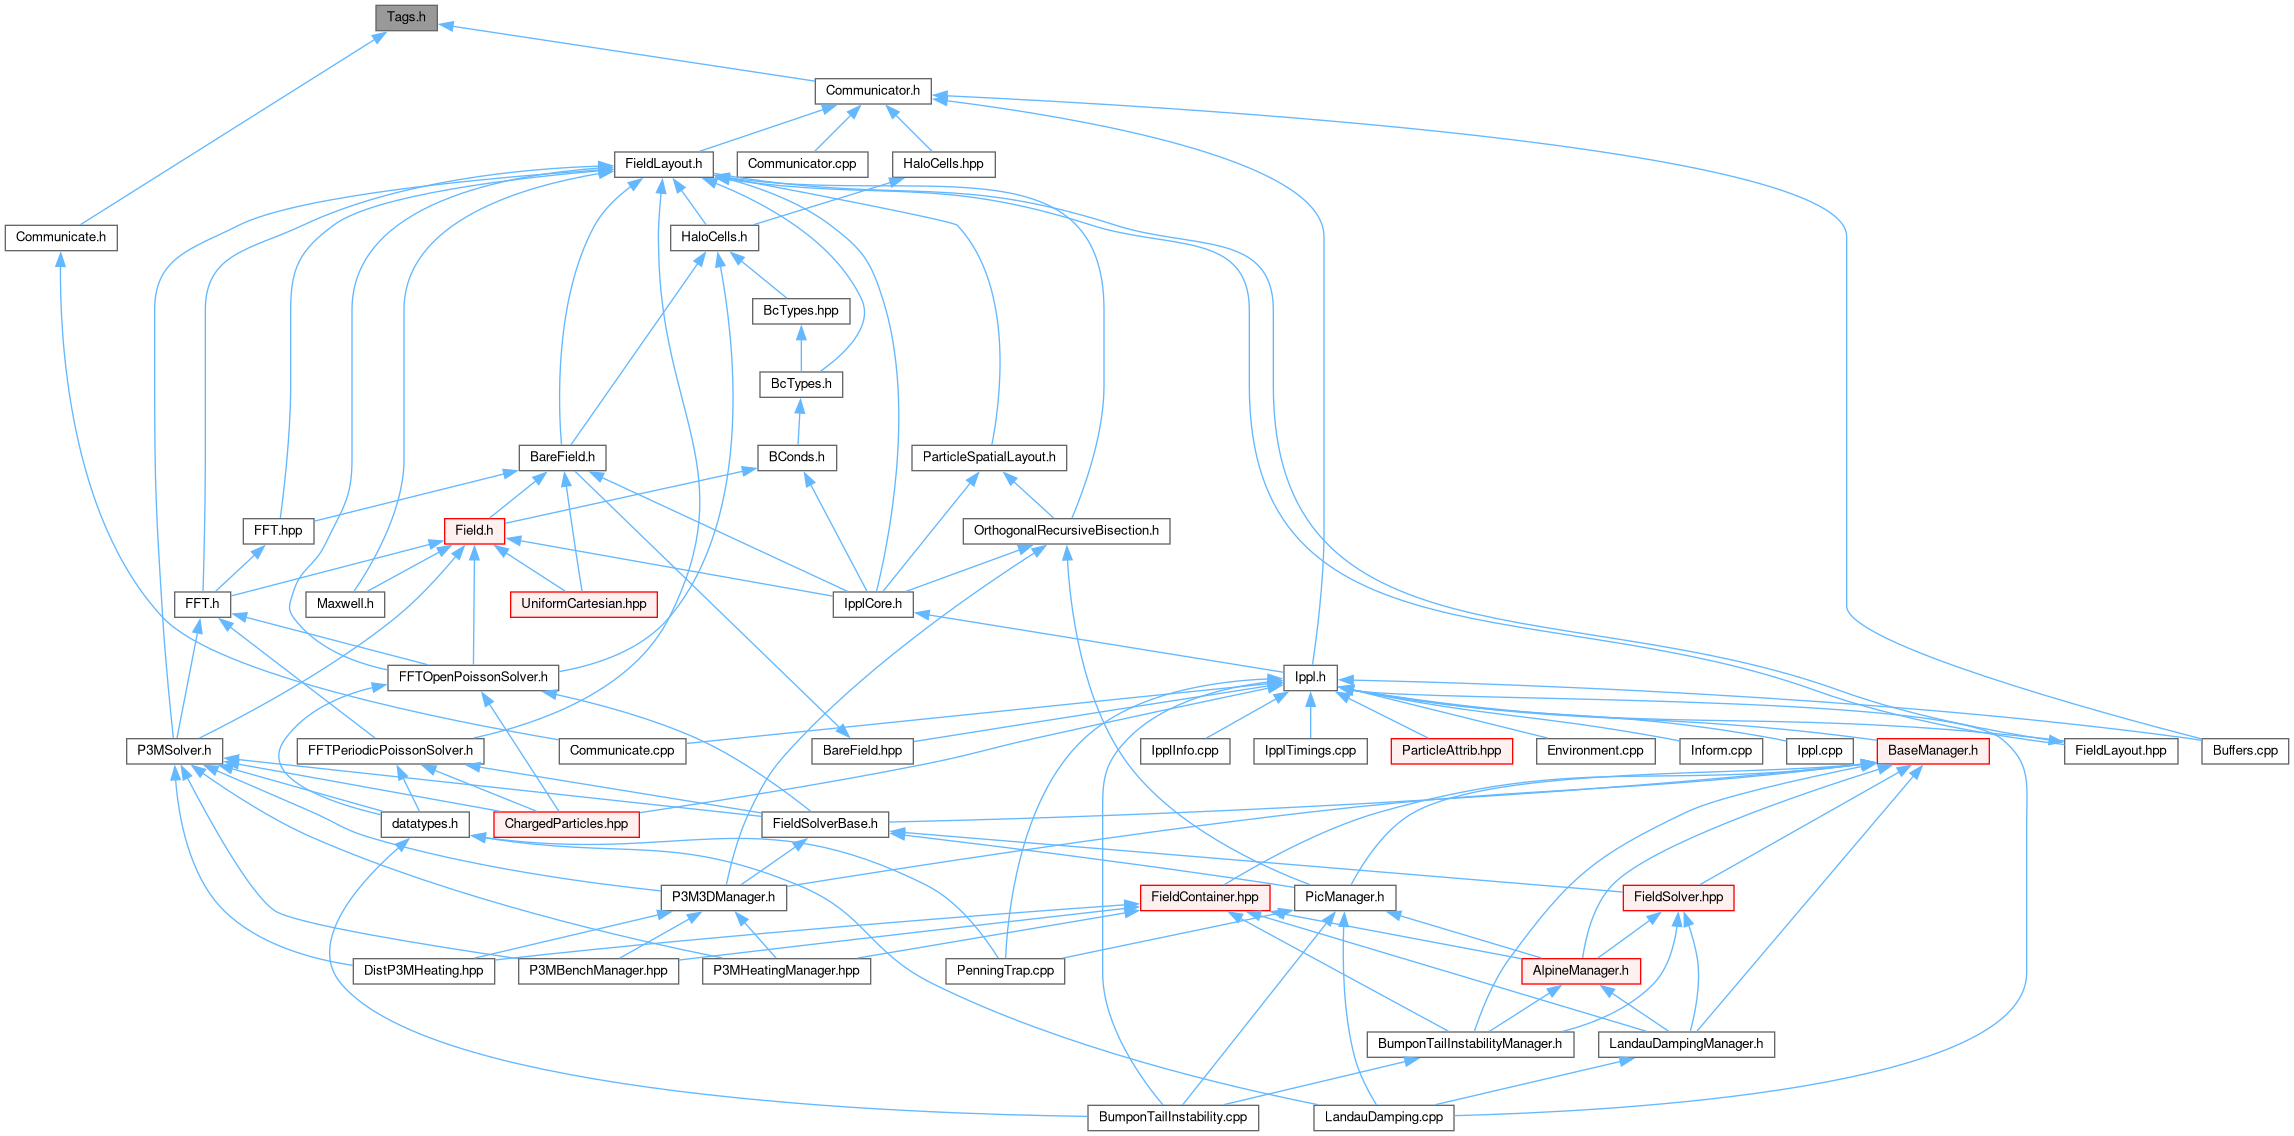 Tags.h
Communicator.h
FieldLayout.h
Communicator.cpp
HaloCells.hpp
Communicate.h
HaloCells.h
BcTypes.hpp
BcTypes.h
BareField.h
BConds.h
ParticleSpatialLayout.h
FFT.hpp
Field.h
OrthogonalRecursiveBisection.h
FFT.h
Maxwell.h
UniformCartesian.hpp
IpplCore.h
FFTOpenPoissonSolver.h
Ippl.h
P3MSolver.h
FFTPeriodicPoissonSolver.h
Communicate.cpp
BareField.hpp
IpplInfo.cpp
IpplTimings.cpp
ParticleAttrib.hpp
Environment.cpp
Inform.cpp
Ippl.cpp
BaseManager.h
FieldLayout.hpp
Buffers.cpp
datatypes.h
ChargedParticles.hpp
FieldSolverBase.h
P3M3DManager.h
FieldContainer.hpp
PicManager.h
FieldSolver.hpp
DistP3MHeating.hpp
P3MBenchManager.hpp
P3MHeatingManager.hpp
PenningTrap.cpp
AlpineManager.h
BumponTailInstabilityManager.h
LandauDampingManager.h
BumponTailInstability.cpp
LandauDamping.cpp